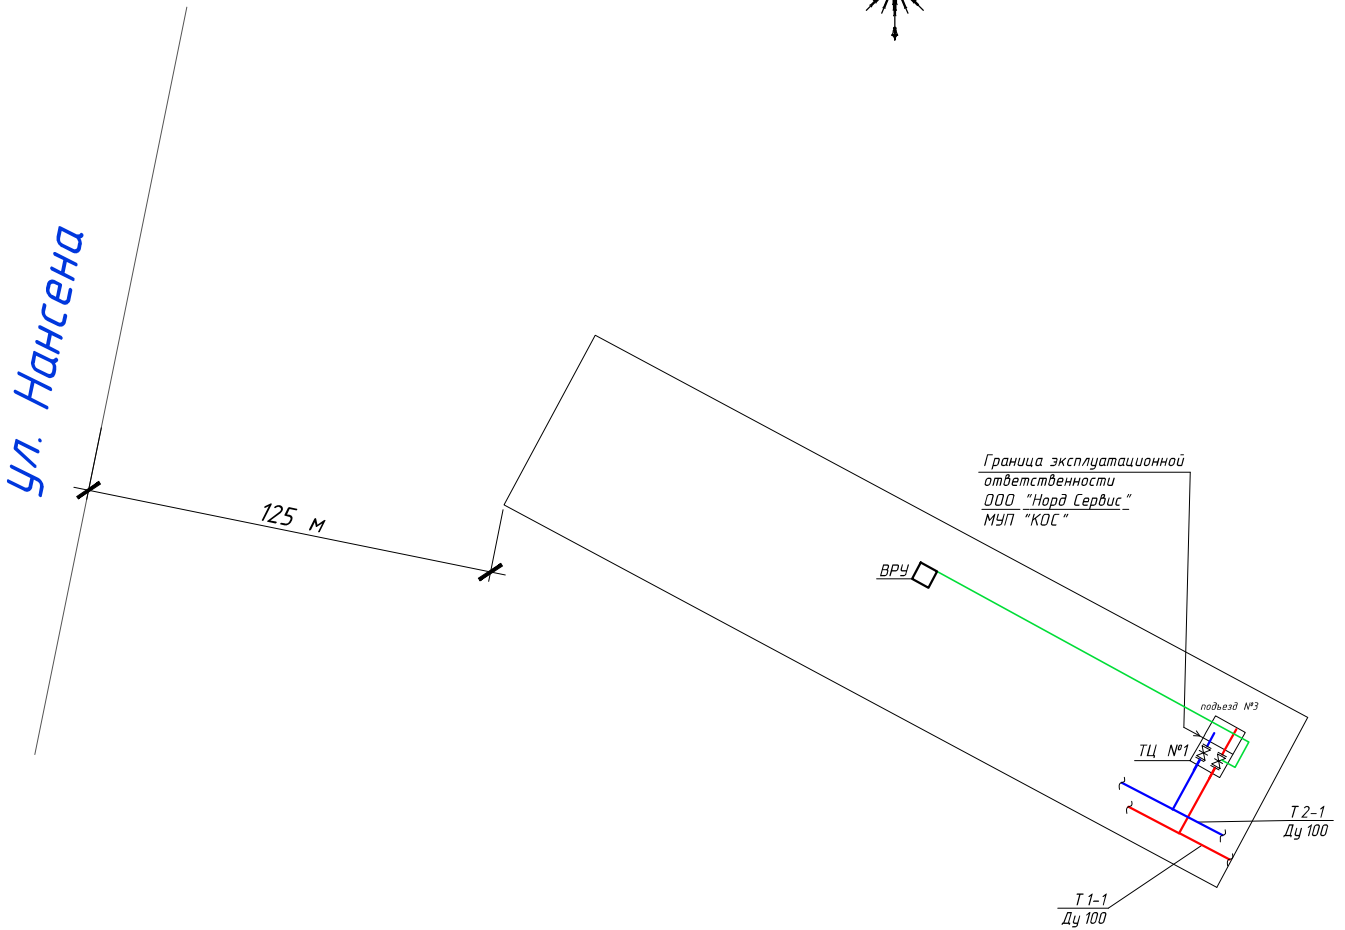 ул. Нансена
125 м
Граница эксплуатационной
ответственности
ООО "Норд Сервис"
МУП "КОС"
ВРУ
подъезд №3
ТЦ №1
Т 2-1
Ду 100
Т 1-1
Ду 100